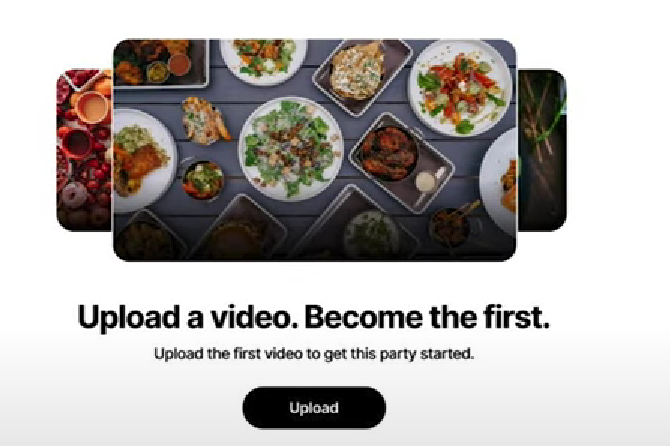 Upload a video. Become the first.
Upload the first video to get this party started.
Upload